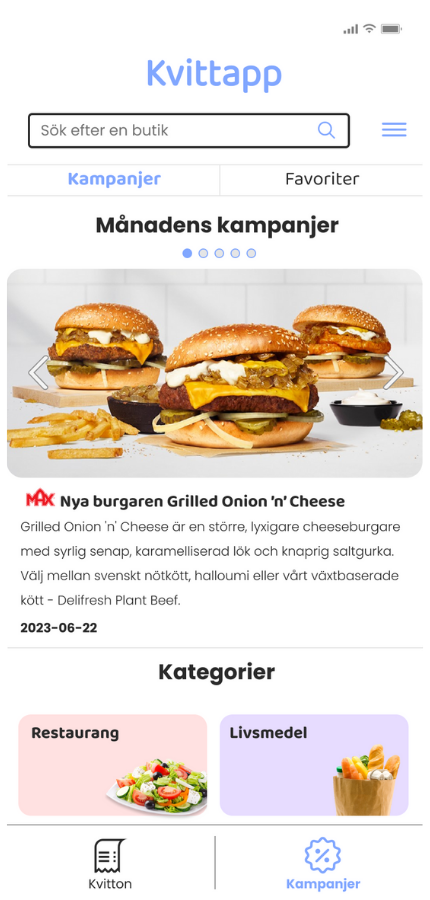 Kvittapp
Sök efter en butik
Kampanjer
Favoriter
Månadens kampanjer
MAX Nya burgaren Grilled Onion 'n' Cheese
Grilled Onion 'n' Cheese är en större, lyxigare cheeseburgare
med syrlig senap, karamelliserad lök och knaprig saltgurka.
Välj mellan svenskt nötkött, halloumi eller vårt växtbaserade
kött - Delifresh Plant Beef.
2023-06-22
Kategorier
Restaurang
Livsmedel
Kvitton
Kampanjer